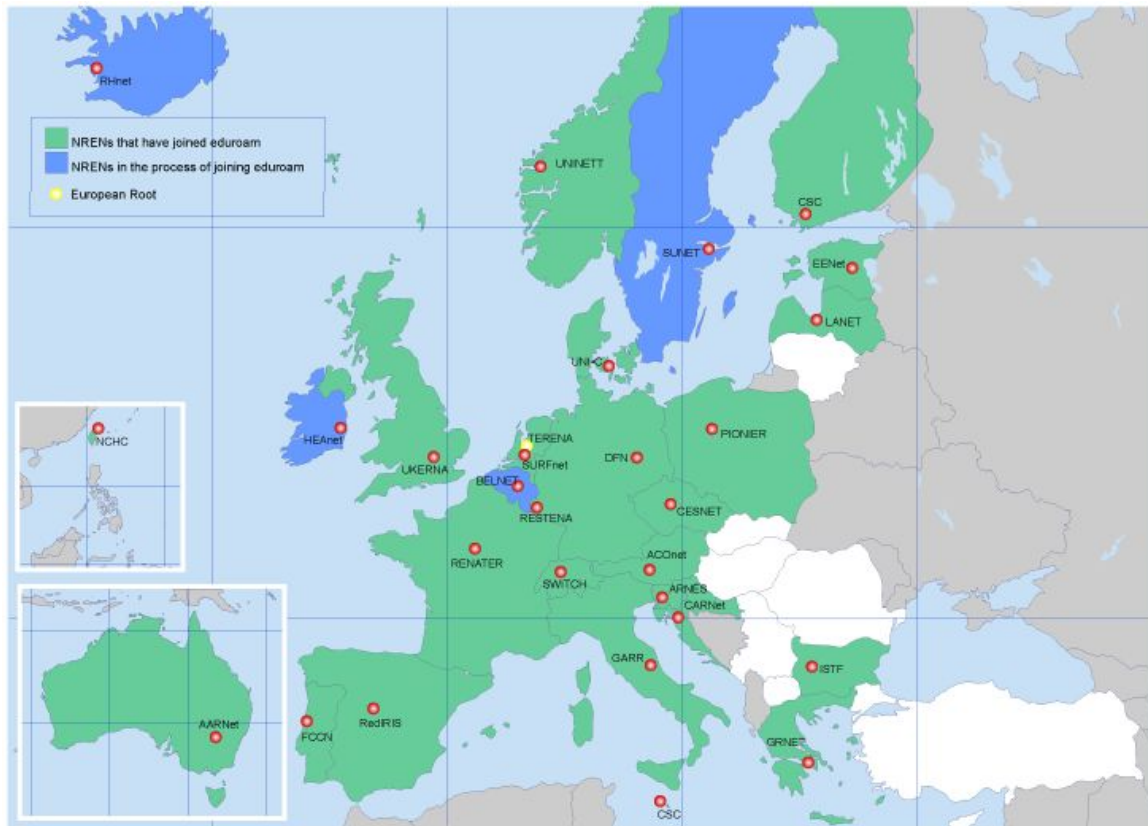 RHnet
NRENs that have joined eduroam
NRENs in the process of joining eduroam
European Root
UNINETT
CSC
SUNET
EENet
LANET
UNI-C
HEAnet
NCHC
UKERNA
TERENA
SURFnet
DFN
PIONIER
BELNET
RESTENA
CESNET
RENATER
SWITCH
ACOnet
ARNES
CARNet
GARR
ISTF
AARNet
FCCN
RedIRIS
GRNET
CSC